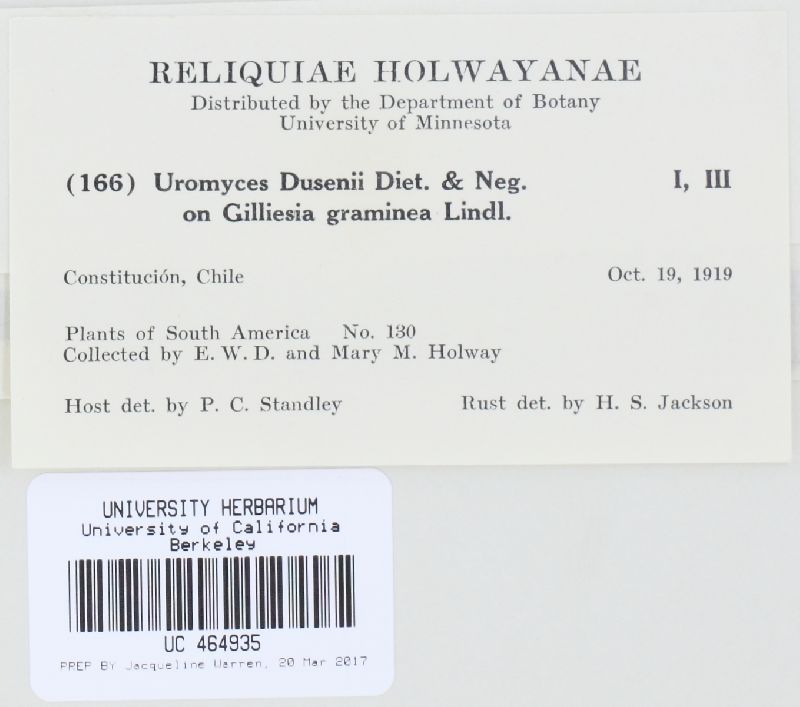 RELIQUIAE HOLWAYANAE
Distributed by the Department of Botany
University of Minnesota
(166) Uromyces Dusenii Diet. & Neg. I, III
on Gilliesia graminea Lindl.
Constitución, Chile Oct. 19, 1919
Plants of South America No. 130
Collected by E. W. D. and Mary M. Holway
Host det. by P. C. Standley Rust det. by H. S. Jackson
UNIVERSITY HERBARIUM
University of California
Berkeley
UC 464935
PREP BY Jacqueline Warren, 20 Mar 2017